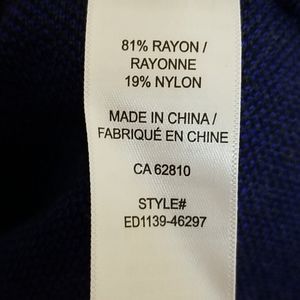 81% RAYON /
RAYONNE
19% NYLON
MADE IN CHINA /
FABRIQUÉ EN CHINE
CA 62810
STYLE#
ED1139-46297